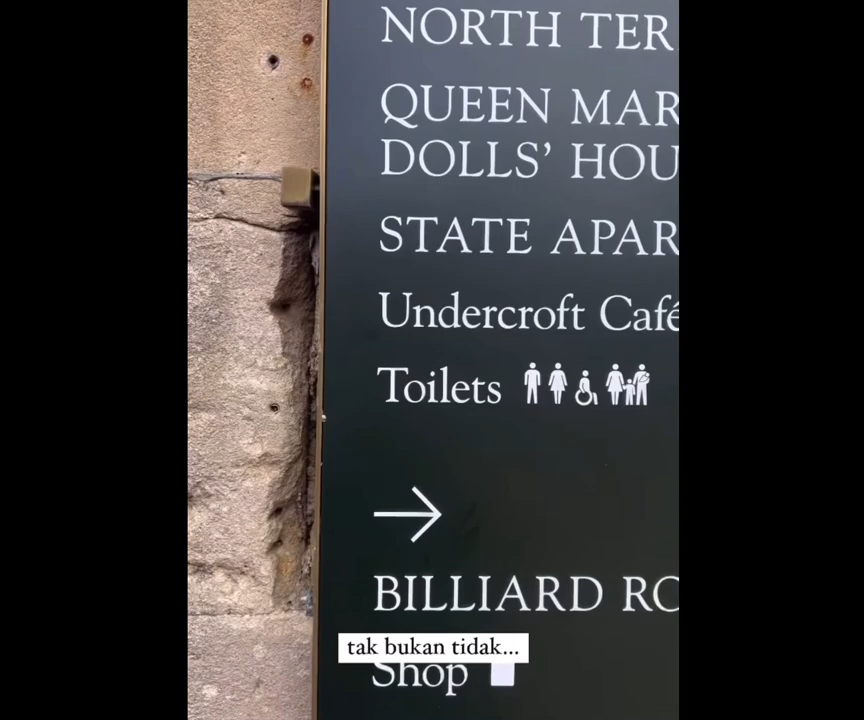 NORTH TER
QUEEN MAR
DOLLS' HOU
STATE APAR
Undercroft Café
Toilets
BILLIARD RO
tak bukan tidak...
Shop